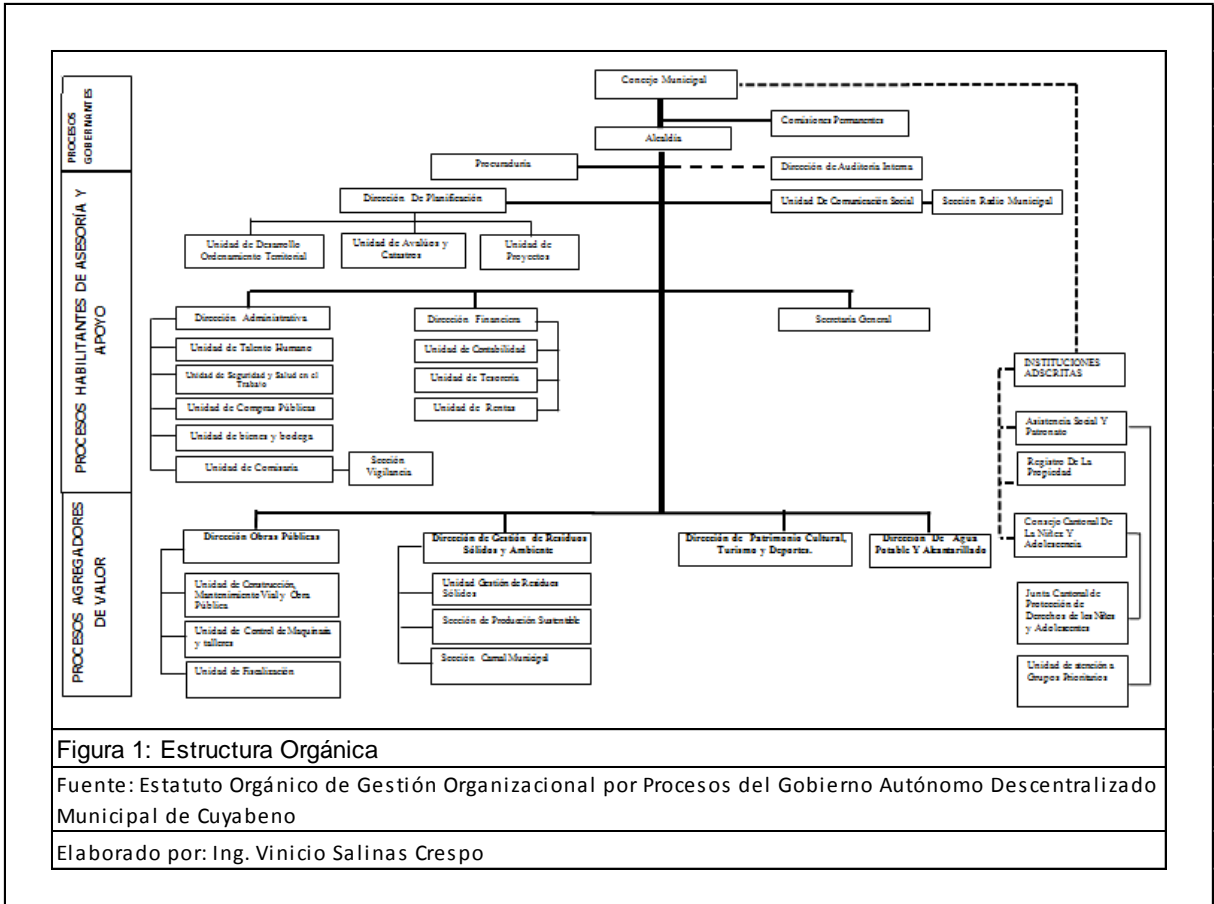 PROCESOS
GOBERNANTES
Concejo Municipal
Comisiones Permanentes
Alcaldía
PROCESOS HABILITANTES DE ASESORÍA Y
APOYO
Procuraduría
Dirección de Auditoría Interna
Dirección De Planificación
Unidad De Comunicación Social
Sección Radio Municipal
Unidad de Desarrollo
Ordenamiento Territorial
Unidad de Avalúos y
Catastros
Unidad de
Proyectos
Dirección Administrativa
Dirección Financiera
Secretaría General
Unidad de Talento Humano
Unidad de Seguridad y Salud en el
Trabajo
Unidad de Compras Públicas
Unidad de bienes y bodega
Unidad de Comisaría
Sección
Vigilancia
Unidad de Contabilidad
Unidad de Tesorería
Unidad de Rentas
INSTITUCIONES
ADSCRITAS
Asistencia Social Y
Patronato
Registro De La
Propiedad
Consejo Cantonal De
La Niñez Y
Adolescencia
Junta Cantonal de
Protección de
Derechos de los Niños
y Adolescentes
Unidad de atención a
Grupos Prioritarios
PROCESOS AGREGADORES
DE VALOR
Dirección Obras Públicas
Unidad de Construcción,
Mantenimiento Vial y Obra
Pública
Unidad de Control de Maquinaria
y talleres
Unidad de Fiscalización
Dirección de Gestión de Residuos
Sólidos y Ambiente
Unidad Gestión de Residuos
Sólidos
Sección de Producción Sustentable
Sección Camal Municipal
Dirección de Patrimonio Cultural,
Turismo y Deportes.
Dirección De Agua
Potable Y Alcantarillado
Figura 1: Estructura Orgánica
Fuente: Estatuto Orgánico de Gestión Organizacional por Procesos del Gobierno Autónomo Descentralizado
Municipal de Cuyabeno
Elaborado por: Ing. Vinicio Salinas Crespo